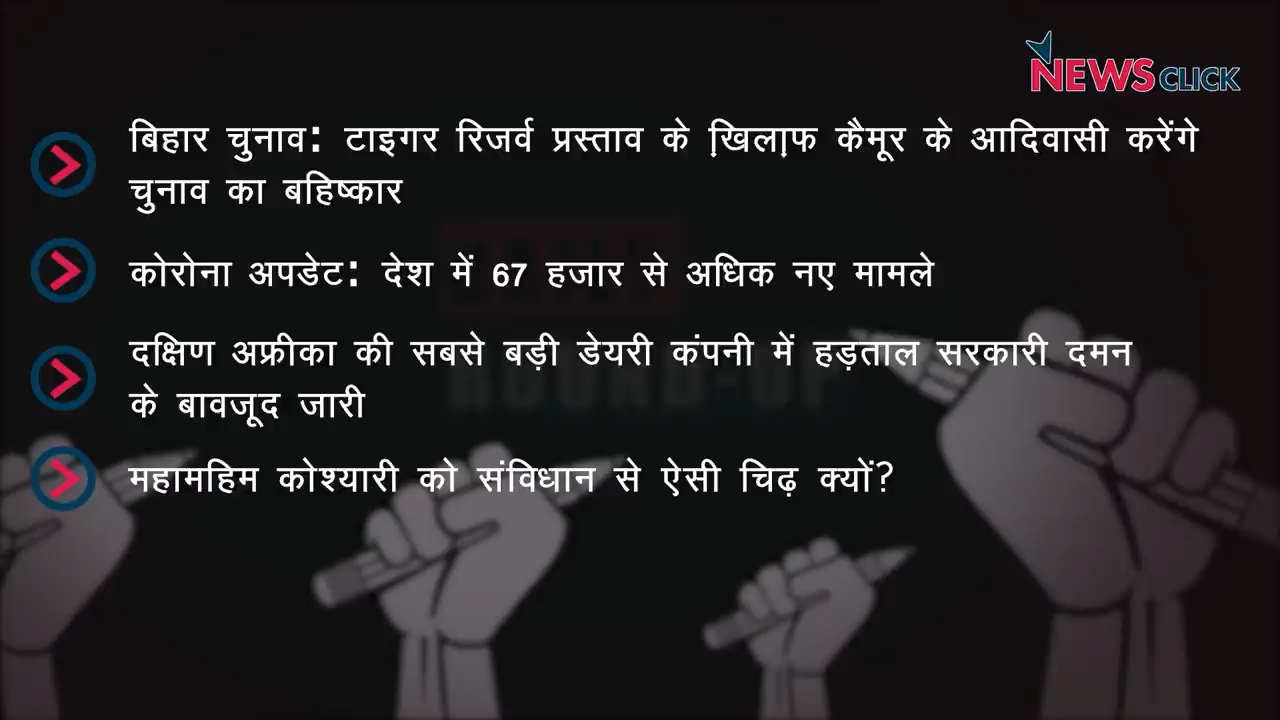 NEWSCLICK
बिहार चुनाव: टाइगर रिजर्व प्रस्ताव के ख़िलाफ़ कैमूर के आदिवासी करेंगे
चुनाव का बहिष्कार
कोरोना अपडेट: देश में 67 हजार से अधिक नए मामले
दक्षिण अफ्रीका की सबसे बड़ी डेयरी कंपनी में हड़ताल सरकारी दमन
के बावजूद जारी
महामहिम कोश्यारी को संविधान से ऐसी चिढ़ क्यों?